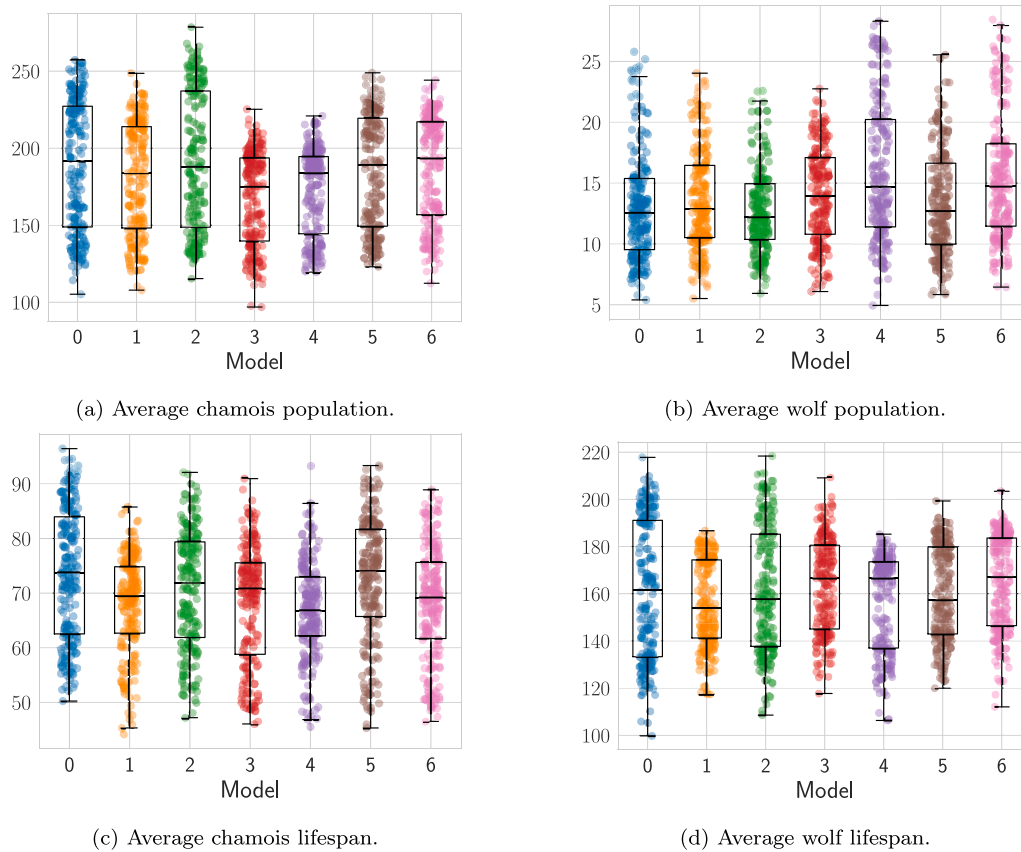 250
200
150
100
0 1 2 3 4 5 6
Model
(a) Average chamois population.
25
20
15
10
5
0 1 2 3 4 5 6
Model
(b) Average wolf population.
90
80
70
60
50
0 1 2 3 4 5 6
Model
(c) Average chamois lifespan.
220
200
180
160
140
120
100
0 1 2 3 4 5 6
Model
(d) Average wolf lifespan.